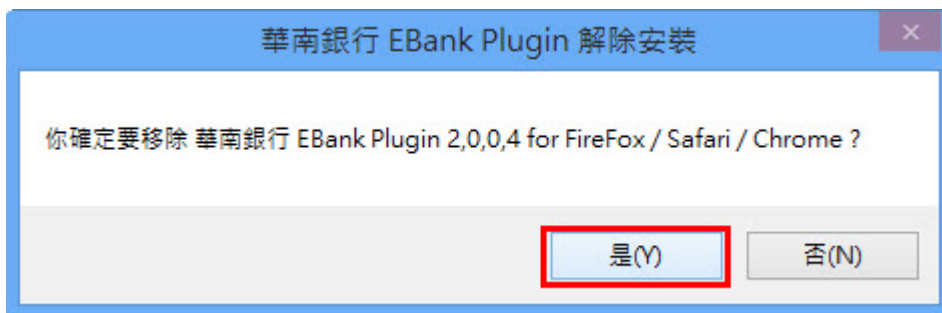 華南銀行 EBank Plugin 解除安裝
你確定要移除 華南銀行 EBank Plugin 2,0,0,4 for FireFox / Safari / Chrome ?
是(Y) 否(N)